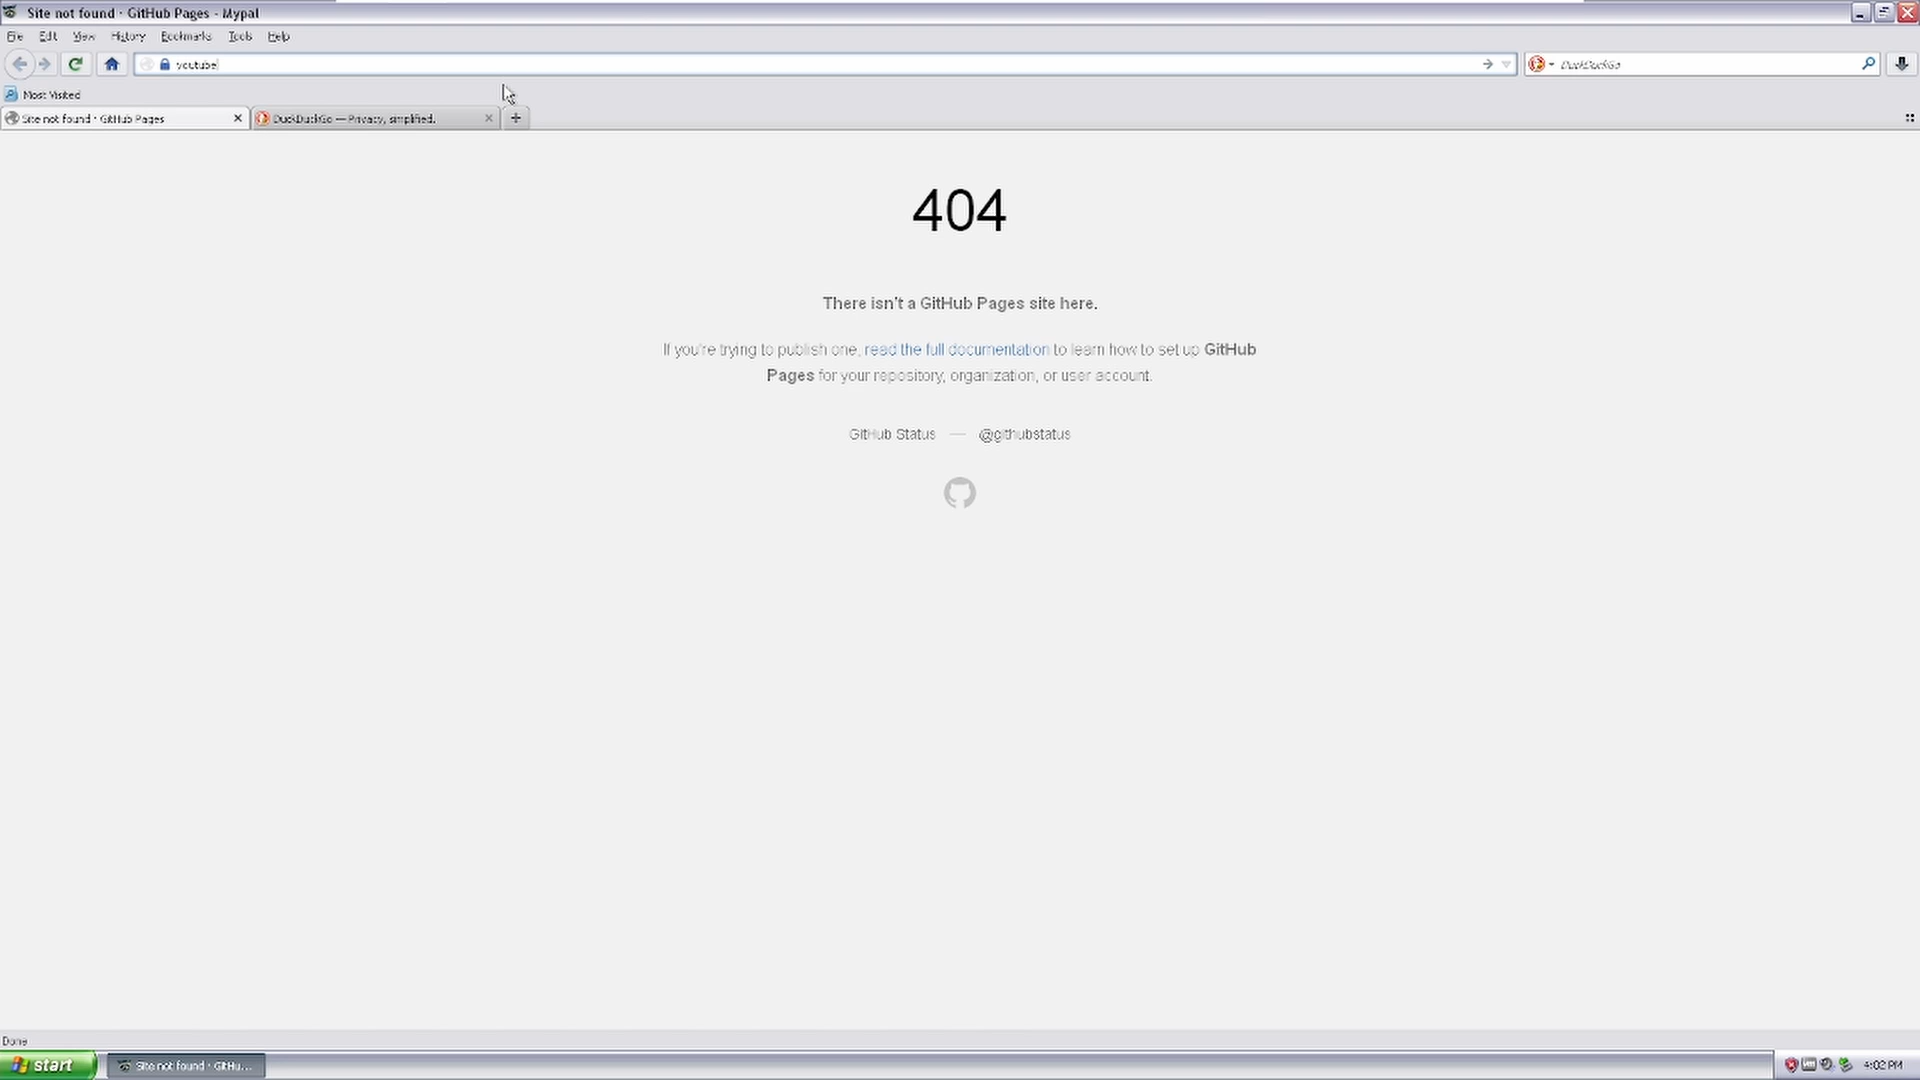 Site not found · GitHub Pages - Mypal
File Edit View History Bookmarks Tools Help
youtube
DuckDuckGo
Most Visited
Site not found · GitHub Pages
DuckDuckGo — Privacy, simplified.
404
There isn't a GitHub Pages site here.
If you're trying to publish one, read the full documentation to learn how to set up GitHub
Pages for your repository, organization, or user account.
GitHub Status — @githubstatus
Done
start
Site not found · GitHu...
4:02 PM